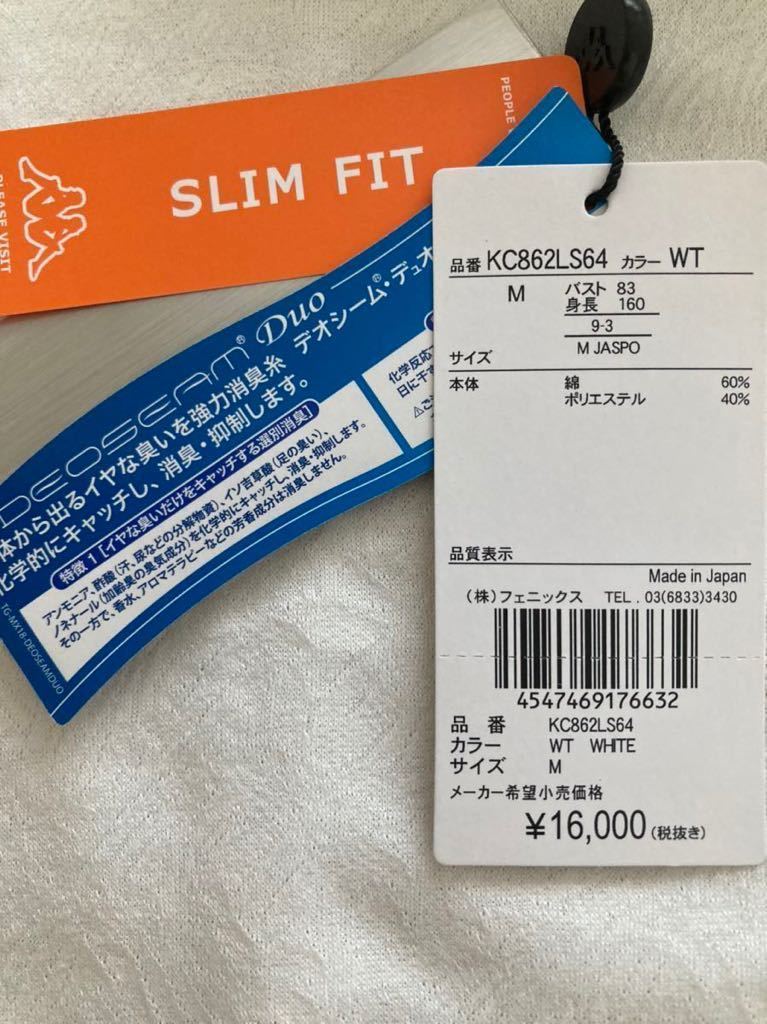 PLEASE VISIT
SLIM FIT
PEOPLE
DEOSEAM® Duo
デオシーム®・デュオ
体から出るイヤな臭いを強力消臭糸
化学的にキャッチし、消臭・抑制します。
特徴1［イヤな臭いだけをキャッチする選別消臭］
アンモニア、酢酸（汗、尿などの分解物質）、イソ吉草酸（足の臭い）、
ノネナール（加齢臭の臭気成分）を化学的にキャッチし、消臭・抑制します。
その一方で、香水、アロマテラピーなどの芳香成分は消臭しません。
TG-MX18-DEOSEAMDUO
化学反応
日に干す
⚠ご
品番 KC862LS64 カラー WT
M バスト 83
身長 160
9-3
サイズ M JASPO
本体 綿 60%
ポリエステル 40%
品質表示
Made in Japan
（株）フェニックス TEL．03(6833)3430
4547469176632
品番 KC862LS64
カラー WT WHITE
サイズ M
メーカー希望小売価格
¥16,000（税抜き）